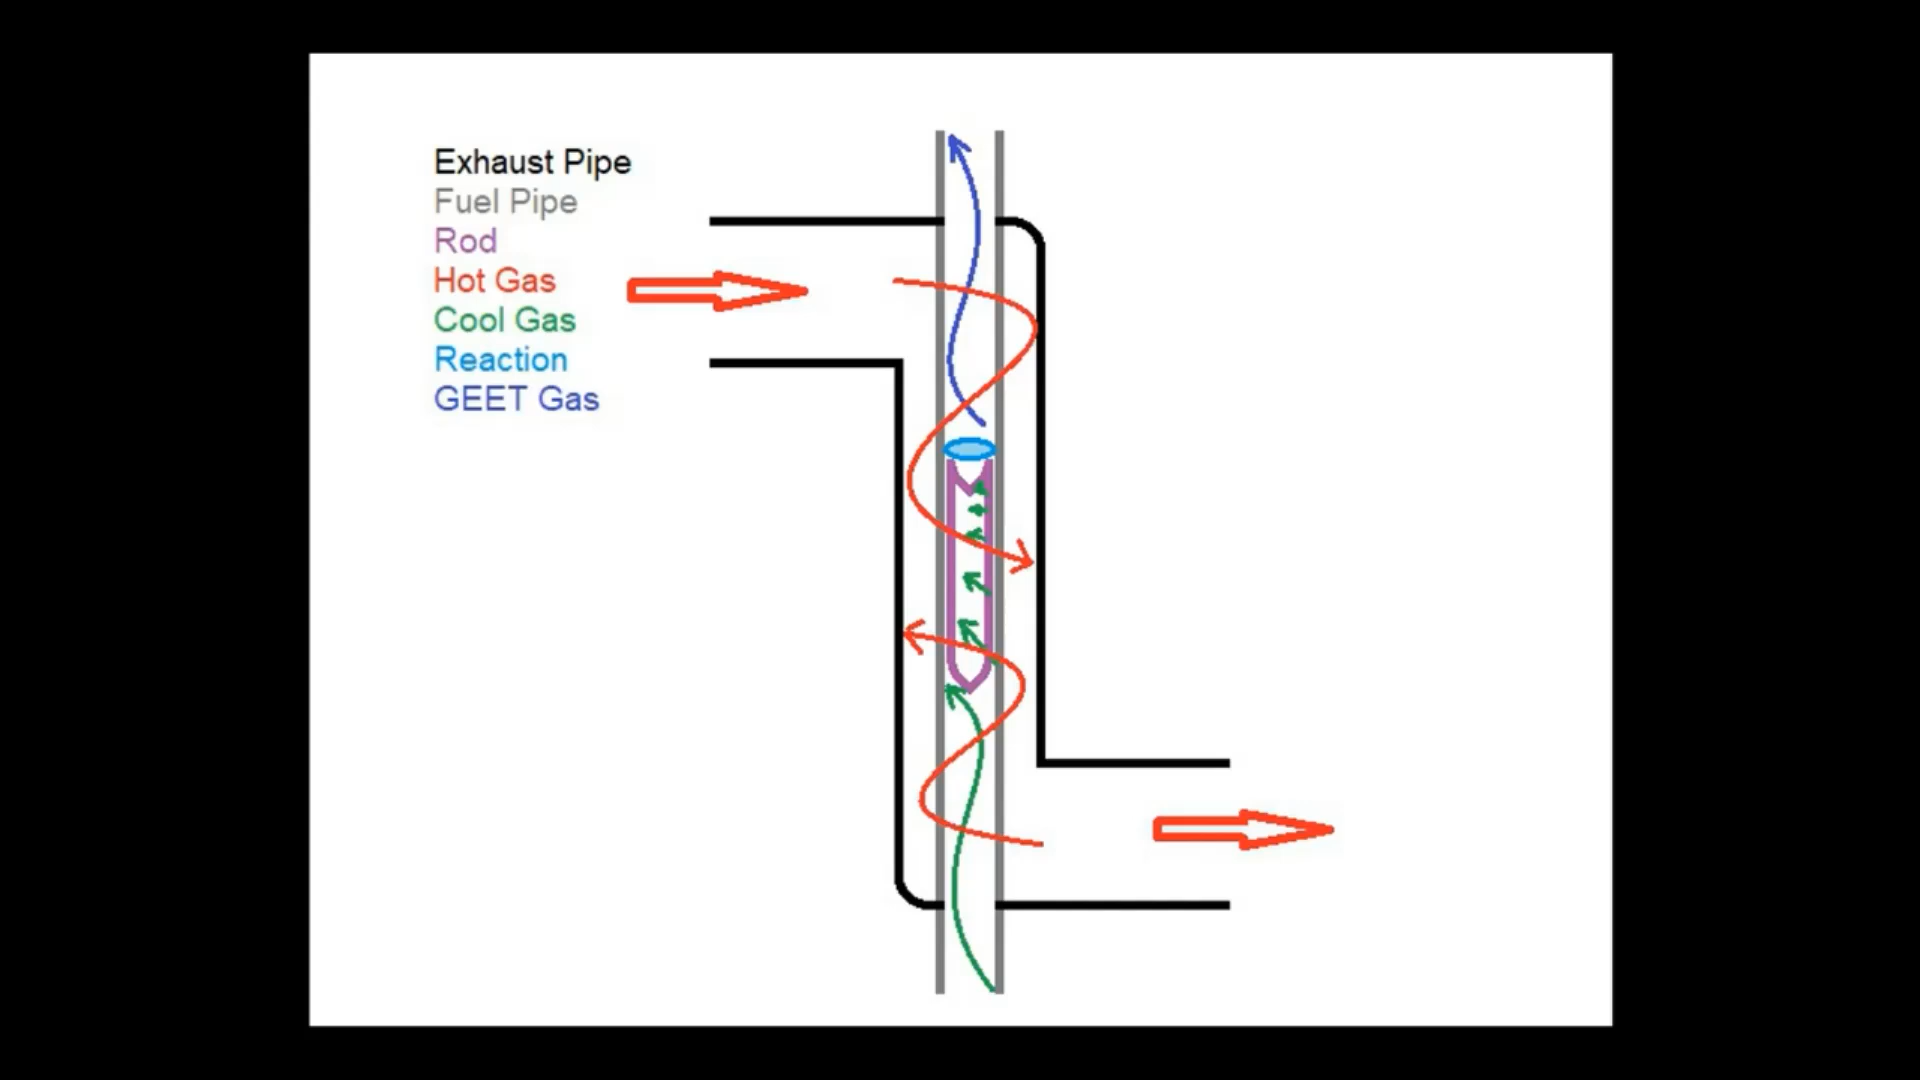 Exhaust Pipe
Fuel Pipe
Rod
Hot Gas
Cool Gas
Reaction
GEET Gas